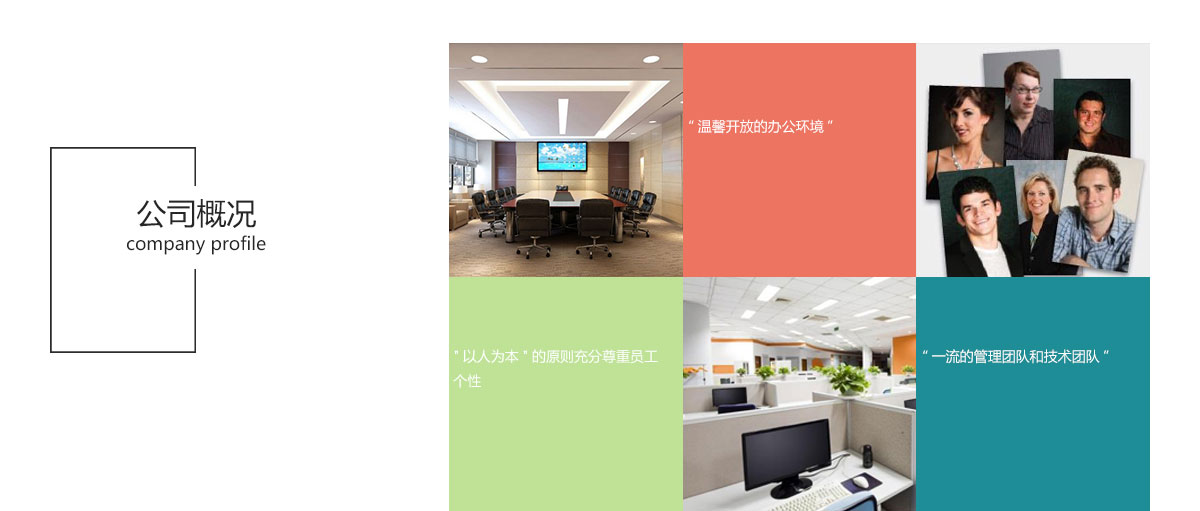 公司概况
company profile
“温馨开放的办公环境”
"以人为本"的原则充分尊重员工
个性
“一流的管理团队和技术团队”